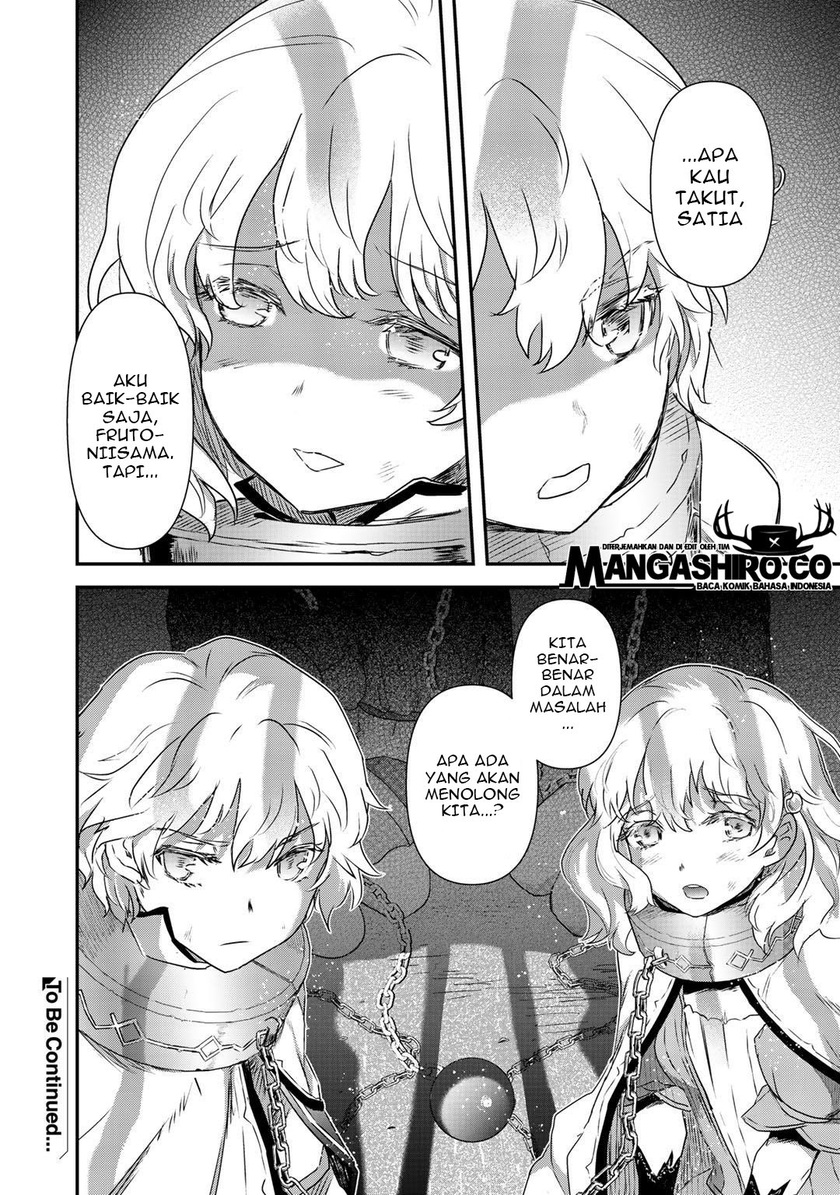 ...APA
KAU
TAKUT,
SATIA
AKU
BAIK-BAIK
SAJA,
FRUTO-
NIISAMA.
TAPI...
DITERJEMAHKAN DAN DI EDIT OLEH TIM
MANGASHIRO.CO
BACA KOMIK BAHASA INDONESIA
KITA
BENAR-
BENAR
DALAM
MASALAH
...
APA ADA
YANG AKAN
MENOLONG
KITA...?
To Be Continued...